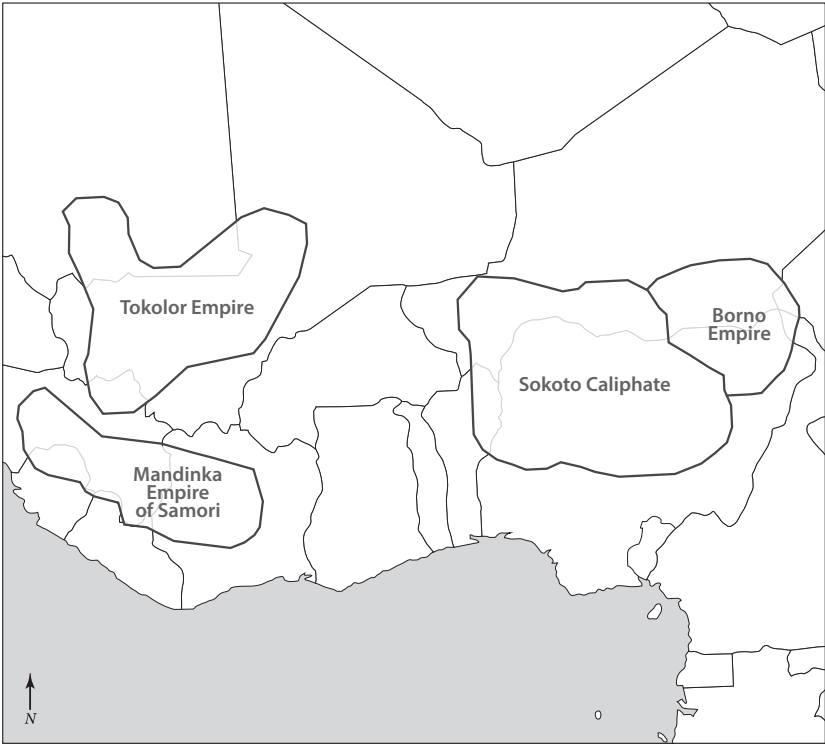 Tokolor Empire
Borno
Empire
Sokoto Caliphate
Mandinka
Empire
of Samori
N